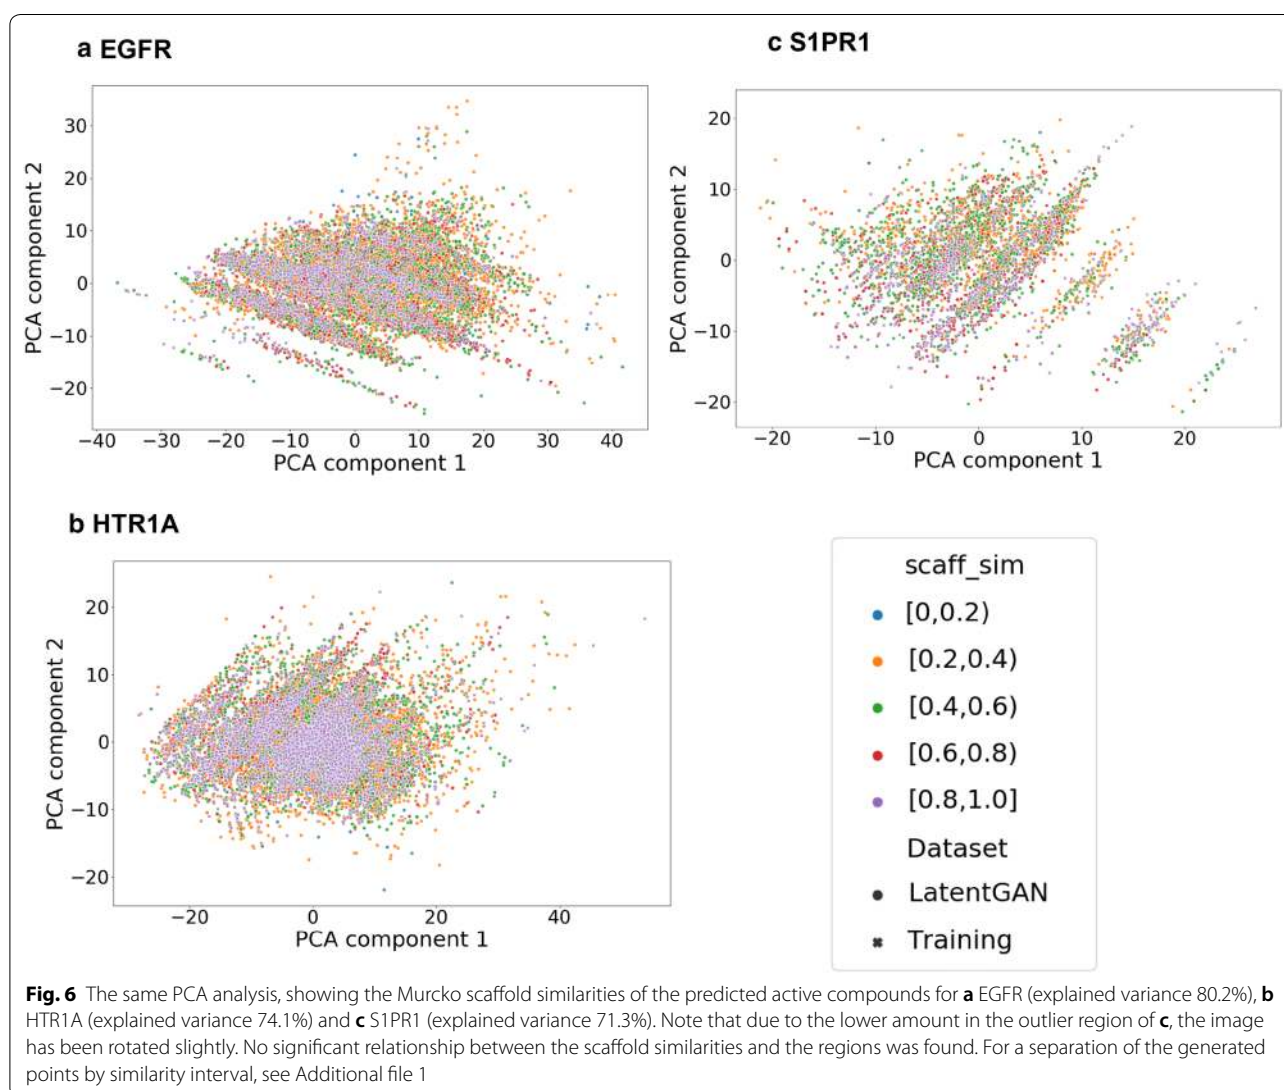 a EGFR
30
20
10
0
−10
−20
−40 −30 −20 −10 0 10 20 30 40
PCA component 1
PCA component 2
c S1PR1
20
10
0
−10
−20
−20 −10 0 10 20
PCA component 1
PCA component 2
b HTR1A
20
10
0
−10
−20
−20 0 20 40
PCA component 1
PCA component 2
scaff_sim
[0,0.2)
[0.2,0.4)
[0.4,0.6)
[0.6,0.8)
[0.8,1.0]
Dataset
LatentGAN
Training
Fig. 6 The same PCA analysis, showing the Murcko scaffold similarities of the predicted active compounds for a EGFR (explained variance 80.2%), b
HTR1A (explained variance 74.1%) and c S1PR1 (explained variance 71.3%). Note that due to the lower amount in the outlier region of c, the image
has been rotated slightly. No significant relationship between the scaffold similarities and the regions was found. For a separation of the generated
points by similarity interval, see Additional file 1